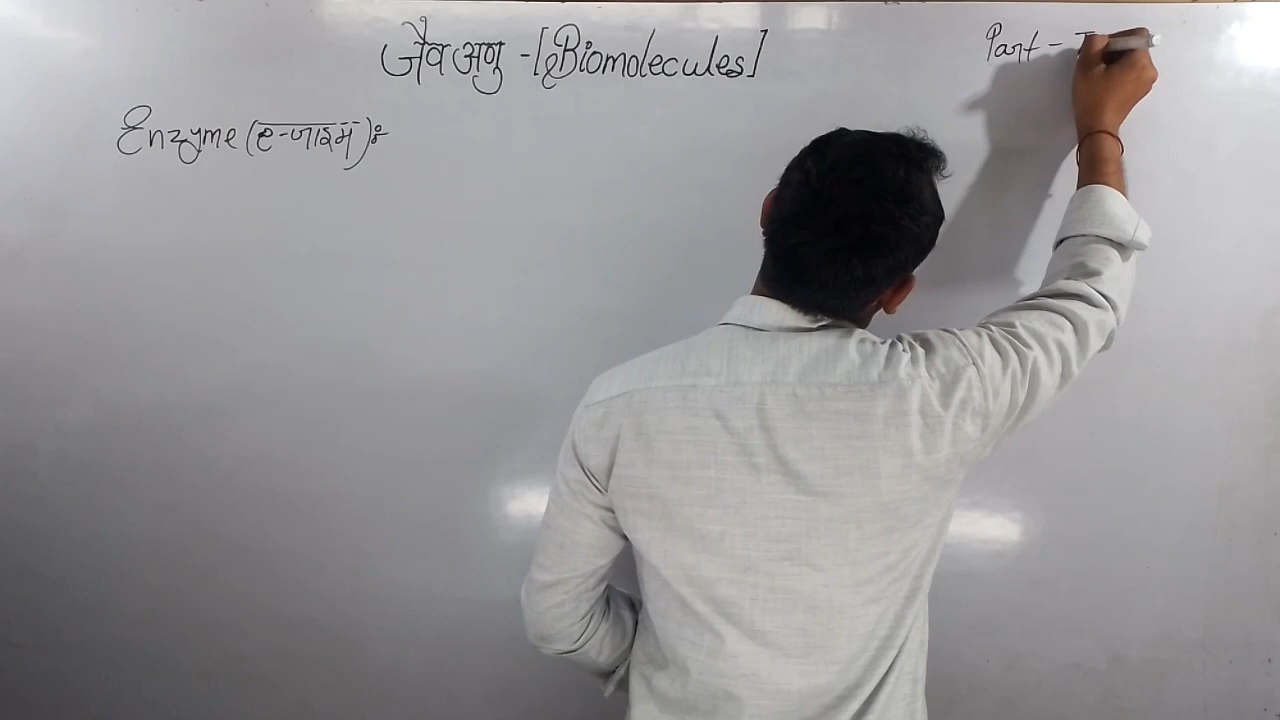 जैव अणु - [Biomolecules]
Part -
Enzyme (ए-जाइम):